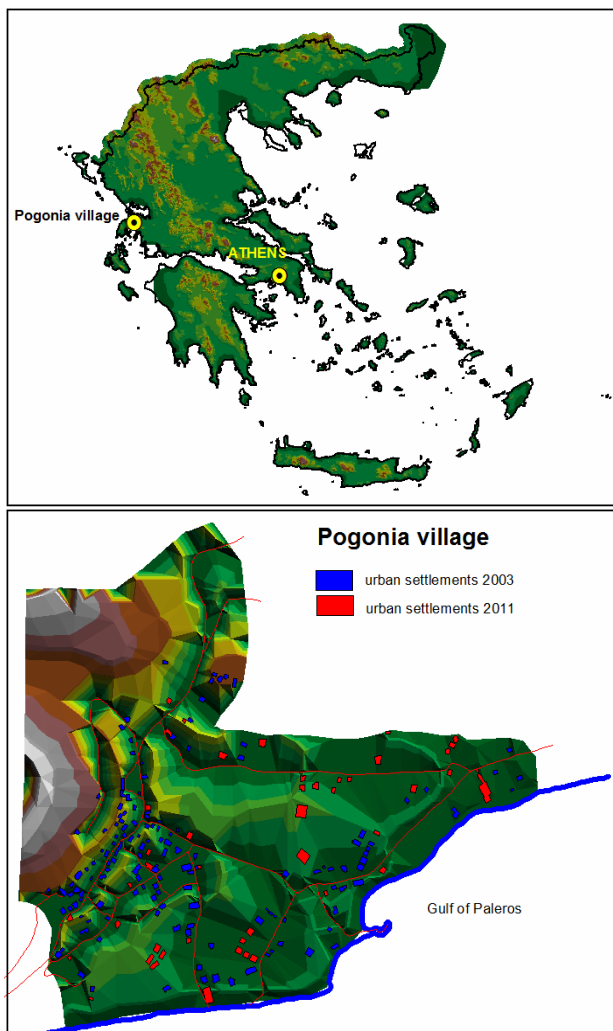 Pogonia village
ATHENS
Pogonia village
urban settlements 2003
urban settlements 2011
Gulf of Paleros